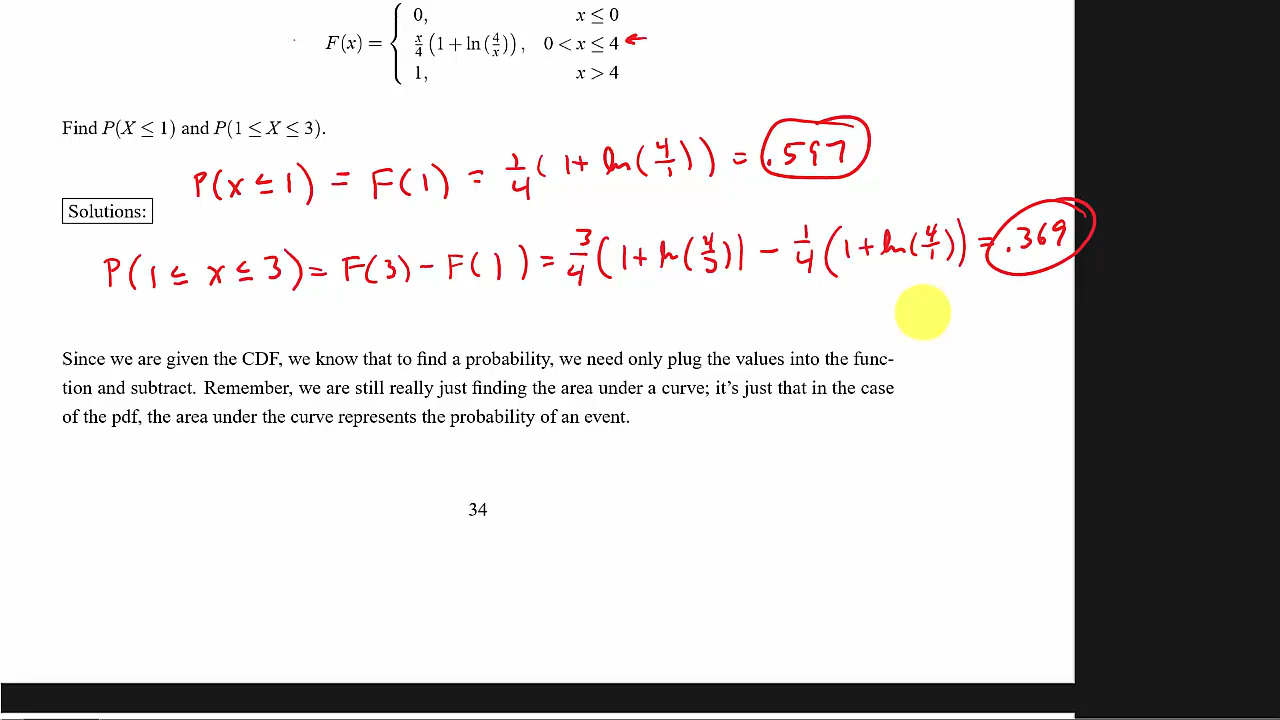 F(x) = { 0, x ≤ 0
x/4 (1 + ln(4/x)), 0 < x ≤ 4 ←
1, x > 4
Find P(X ≤ 1) and P(1 ≤ X ≤ 3).
P(x ≤ 1) = F(1) = 1/4 (1 + ln(4/1)) = .597
Solutions:
P(1 ≤ x ≤ 3) = F(3) − F(1) = 3/4 (1 + ln(4/3)) − 1/4 (1 + ln(4/1)) = .369
Since we are given the CDF, we know that to find a probability, we need only plug the values into the func-
tion and subtract. Remember, we are still really just finding the area under a curve; it's just that in the case
of the pdf, the area under the curve represents the probability of an event.
34